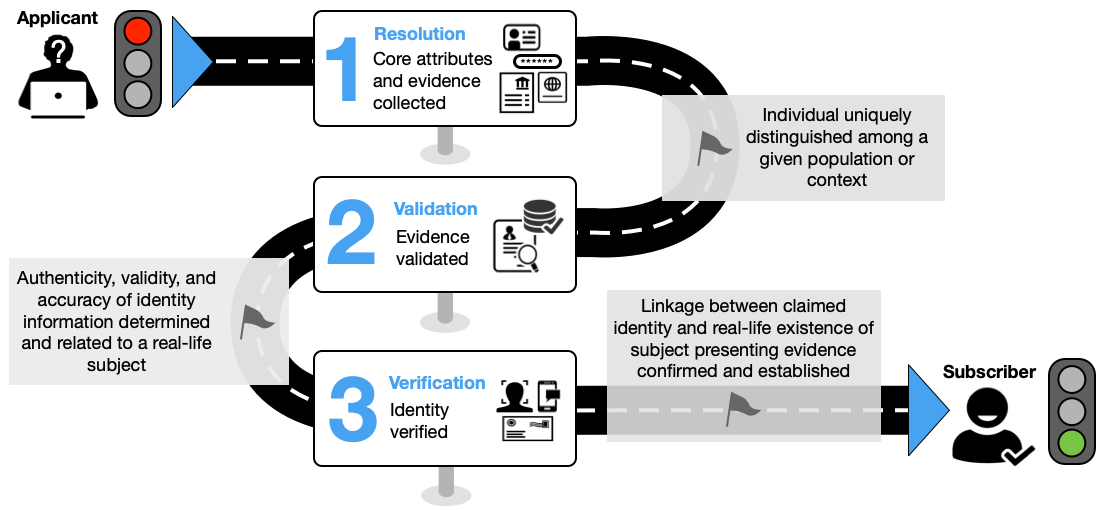 Applicant
1
Resolution
Core attributes
and evidence
collected
******
Individual uniquely
distinguished among a
given population or
context
2
Validation
Evidence
validated
Authenticity, validity, and
accuracy of identity
information determined
and related to a real-life
subject
3
Verification
Identity
verified
Linkage between claimed
identity and real-life existence of
subject presenting evidence
confirmed and established
Subscriber
?